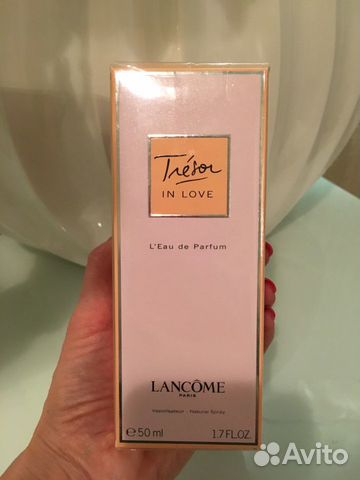 Trésor
IN LOVE
L'Eau de Parfum
LANCÔME
PARIS
Vaporisateur - Natural Spray
℮50 ml 1.7 FL.OZ.
Avito